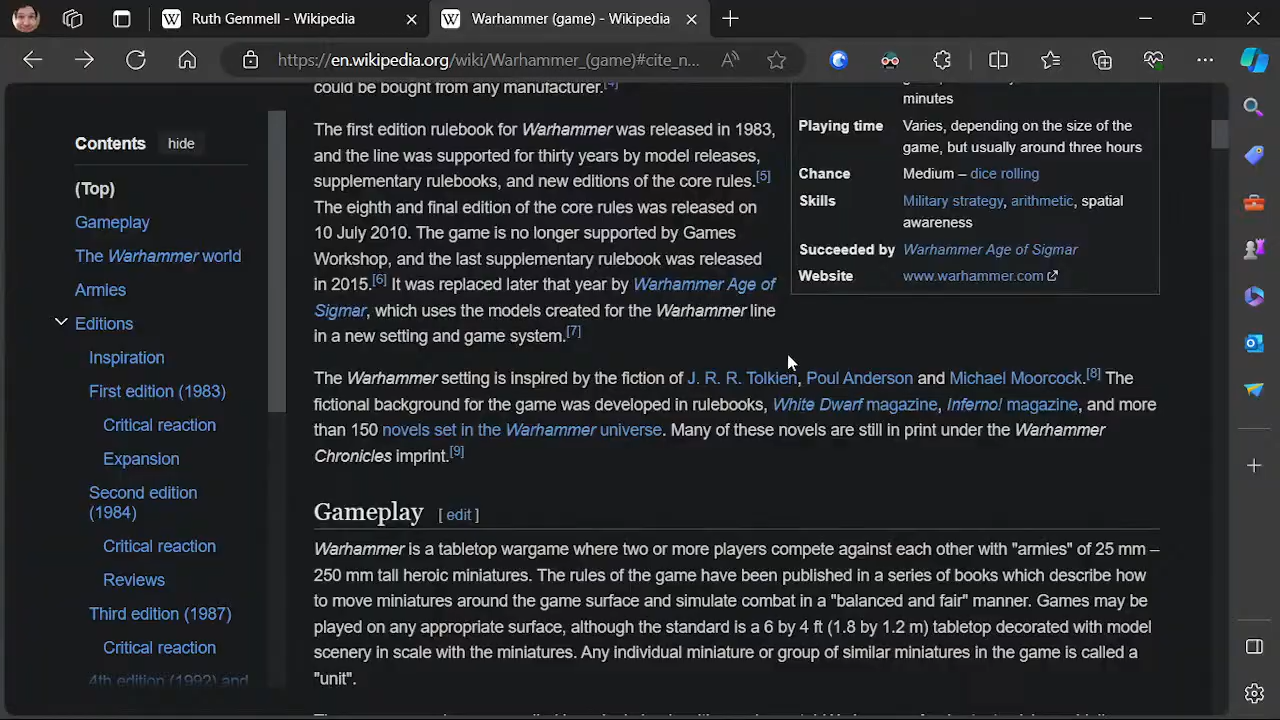 Ruth Gemmell - Wikipedia
Warhammer (game) - Wikipedia
https://en.wikipedia.org/wiki/Warhammer_(game)#cite_n...
Contents hide
(Top)
Gameplay
The Warhammer world
Armies
Editions
Inspiration
First edition (1983)
Critical reaction
Expansion
Second edition
(1984)
Critical reaction
Reviews
Third edition (1987)
Critical reaction
4th edition (1992) and
could be bought from any manufacturer.[4]
The first edition rulebook for Warhammer was released in 1983,
and the line was supported for thirty years by model releases,
supplementary rulebooks, and new editions of the core rules.[5]
The eighth and final edition of the core rules was released on
10 July 2010. The game is no longer supported by Games
Workshop, and the last supplementary rulebook was released
in 2015.[6] It was replaced later that year by Warhammer Age of
Sigmar, which uses the models created for the Warhammer line
in a new setting and game system.[7]
minutes
Playing time Varies, depending on the size of the
game, but usually around three hours
Chance Medium – dice rolling
Skills Military strategy, arithmetic, spatial
awareness
Succeeded by Warhammer Age of Sigmar
Website www.warhammer.com
The Warhammer setting is inspired by the fiction of J. R. R. Tolkien, Poul Anderson and Michael Moorcock.[8] The
fictional background for the game was developed in rulebooks, White Dwarf magazine, Inferno! magazine, and more
than 150 novels set in the Warhammer universe. Many of these novels are still in print under the Warhammer
Chronicles imprint.[9]
Gameplay [ edit ]
Warhammer is a tabletop wargame where two or more players compete against each other with "armies" of 25 mm –
250 mm tall heroic miniatures. The rules of the game have been published in a series of books which describe how
to move miniatures around the game surface and simulate combat in a "balanced and fair" manner. Games may be
played on any appropriate surface, although the standard is a 6 by 4 ft (1.8 by 1.2 m) tabletop decorated with model
scenery in scale with the miniatures. Any individual miniature or group of similar miniatures in the game is called a
"unit".